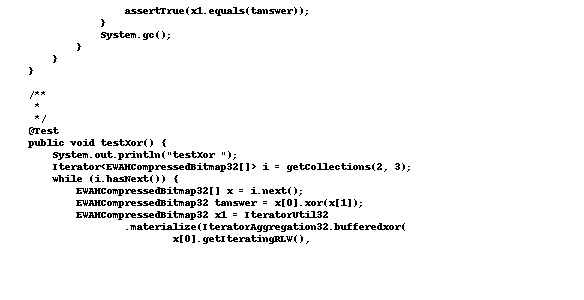 assertTrue(x1.equals(tanswer));
            }
            System.gc();
        }
    }
}

/**
 *
 */
@Test
public void testXor() {
    System.out.println("testXor ");
    Iterator<EWAHCompressedBitmap32[]> i = getCollections(2, 3);
    while (i.hasNext()) {
        EWAHCompressedBitmap32[] x = i.next();
        EWAHCompressedBitmap32 tanswer = x[0].xor(x[1]);
        EWAHCompressedBitmap32 x1 = IteratorUtil32
                .materialize(IteratorAggregation32.bufferedxor(
                        x[0].getIteratingRLW(),